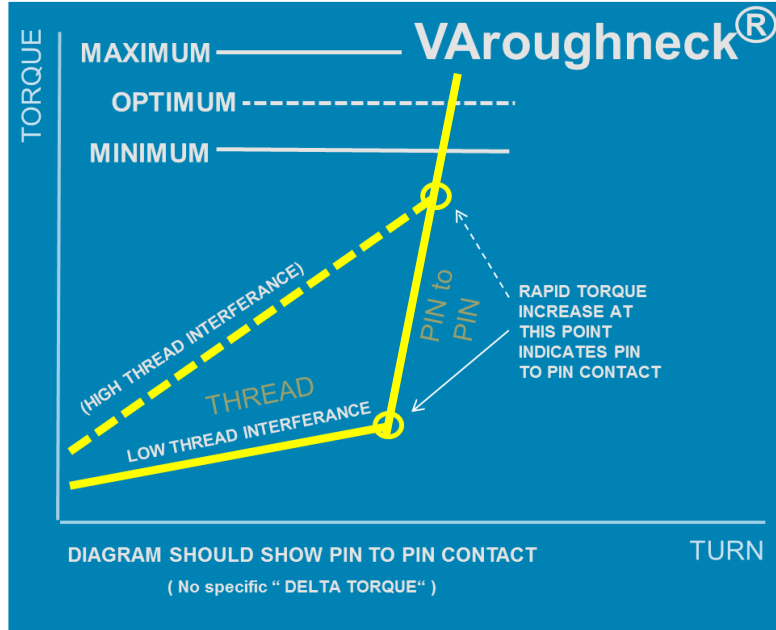 VAroughneck®
TORQUE
MAXIMUM
OPTIMUM
MINIMUM
(HIGH THREAD INTERFERANCE)
THREAD
LOW THREAD INTERFERANCE
PIN to
PIN
RAPID TORQUE
INCREASE AT
THIS POINT
INDICATES PIN
TO PIN CONTACT
TURN
DIAGRAM SHOULD SHOW PIN TO PIN CONTACT
( No specific “ DELTA TORQUE“ )